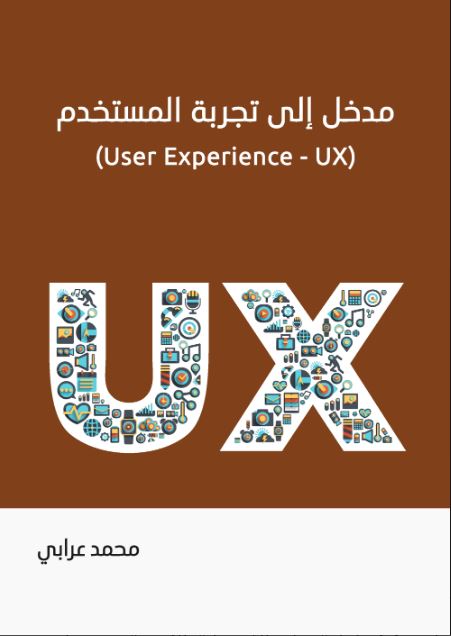 مدخل إلى تجربة المستخدم
(User Experience - UX)
UX
محمد عرابي